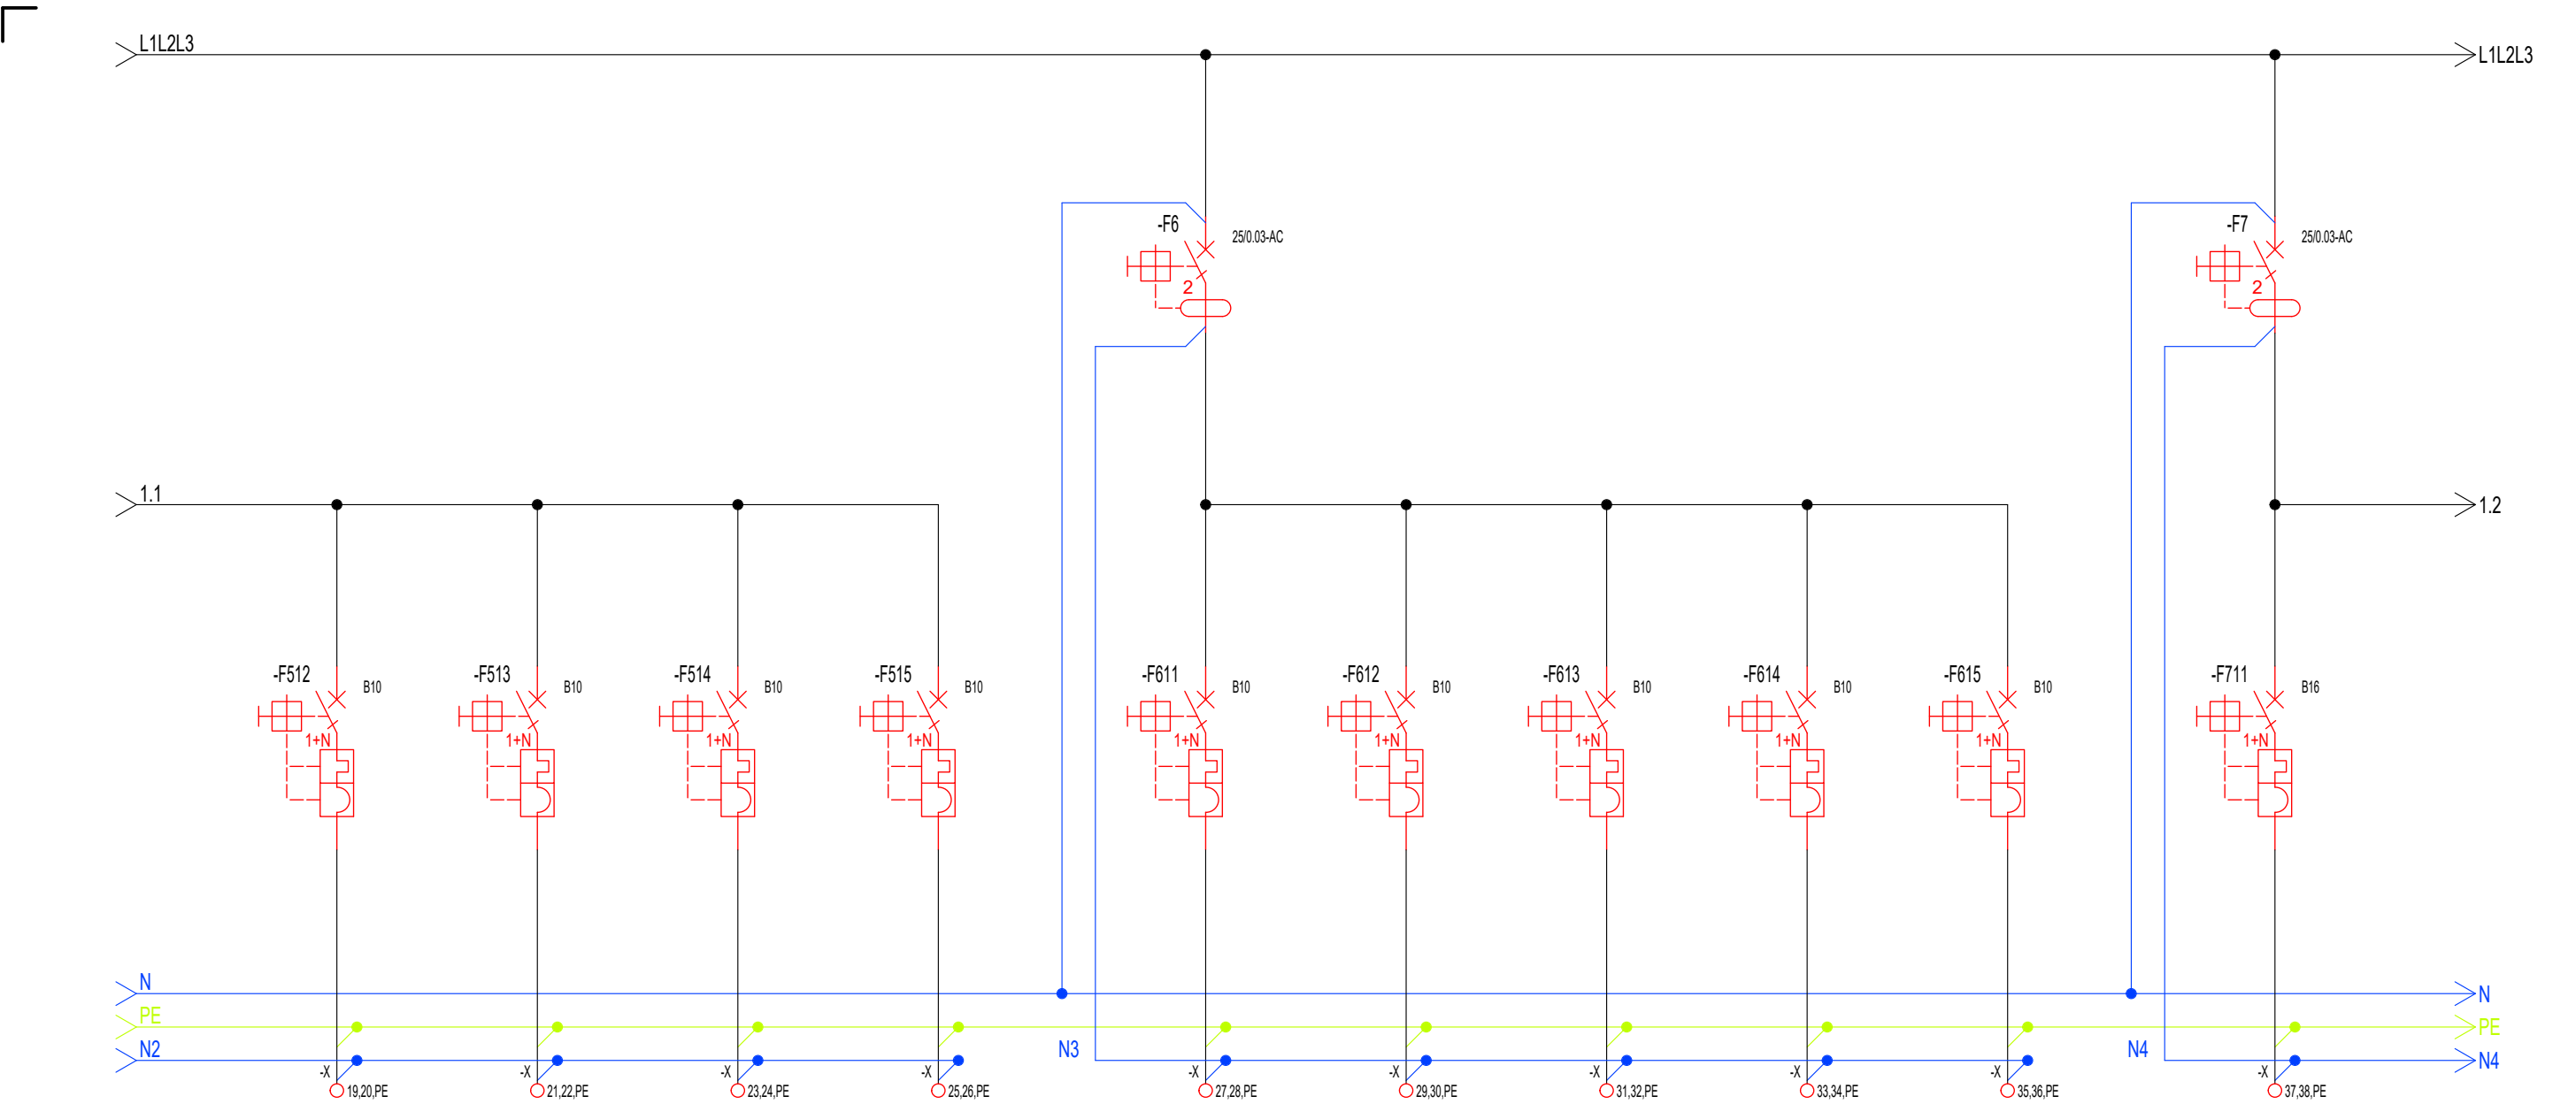 L1L2L3
L1L2L3
-F6
25/0.03-AC
2
-F7
25/0.03-AC
2
1.1
1.2
-F512
B10
1+N
-F513
B10
1+N
-F514
B10
1+N
-F515
B10
1+N
-F611
B10
1+N
-F612
B10
1+N
-F613
B10
1+N
-F614
B10
1+N
-F615
B10
1+N
-F711
B16
1+N
N
N
PE
PE
N2
N3
N4
N4
-X
19,20,PE
-X
21,22,PE
-X
23,24,PE
-X
25,26,PE
-X
27,28,PE
-X
29,30,PE
-X
31,32,PE
-X
33,34,PE
-X
35,36,PE
-X
37,38,PE